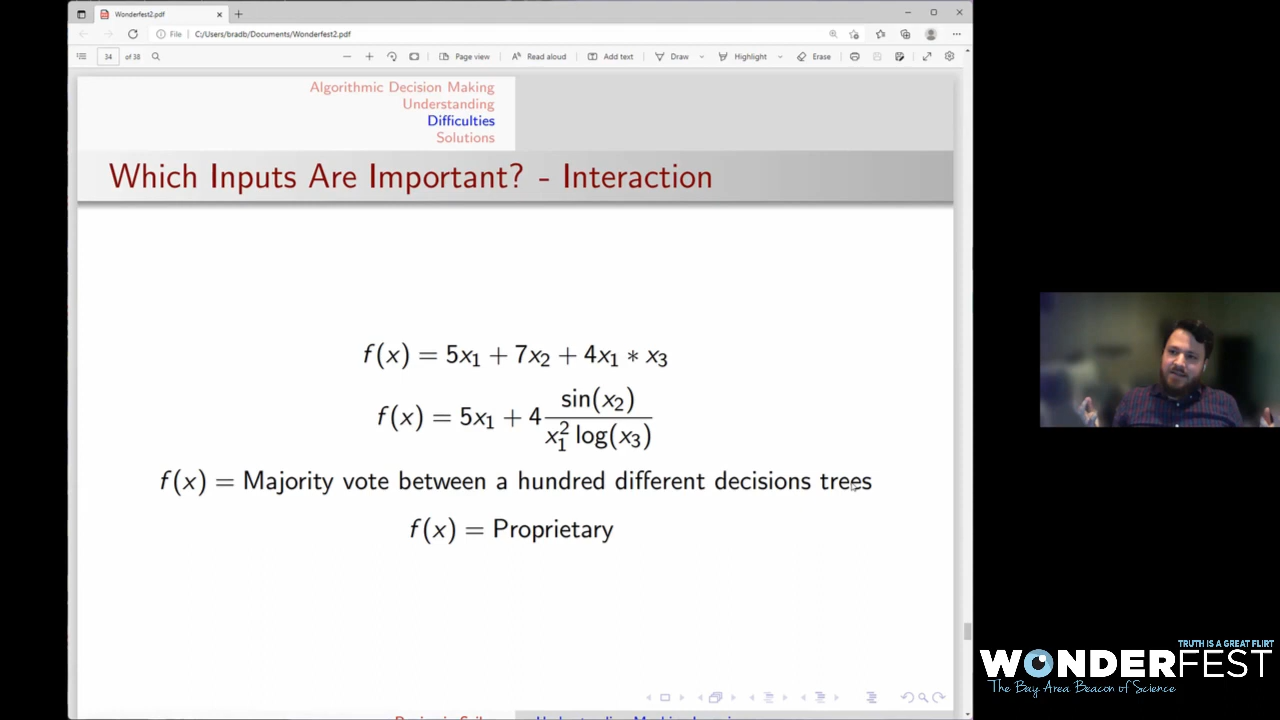 Wonderfest2.pdf
File C:/Users/bradb/Documents/Wonderfest2.pdf
34 of 38 Page view Read aloud Add text Draw Highlight Erase
Algorithmic Decision Making
Understanding
Difficulties
Solutions
Which Inputs Are Important? - Interaction
f(x) = 5x₁ + 7x₂ + 4x₁ ∗ x₃
f(x) = 5x₁ + 4 sin(x₂) / x₁² log(x₃)
f(x) = Majority vote between a hundred different decisions trees
f(x) = Proprietary
TRUTH IS A GREAT FLIRT
WONDERFEST
The Bay Area Beacon of Science